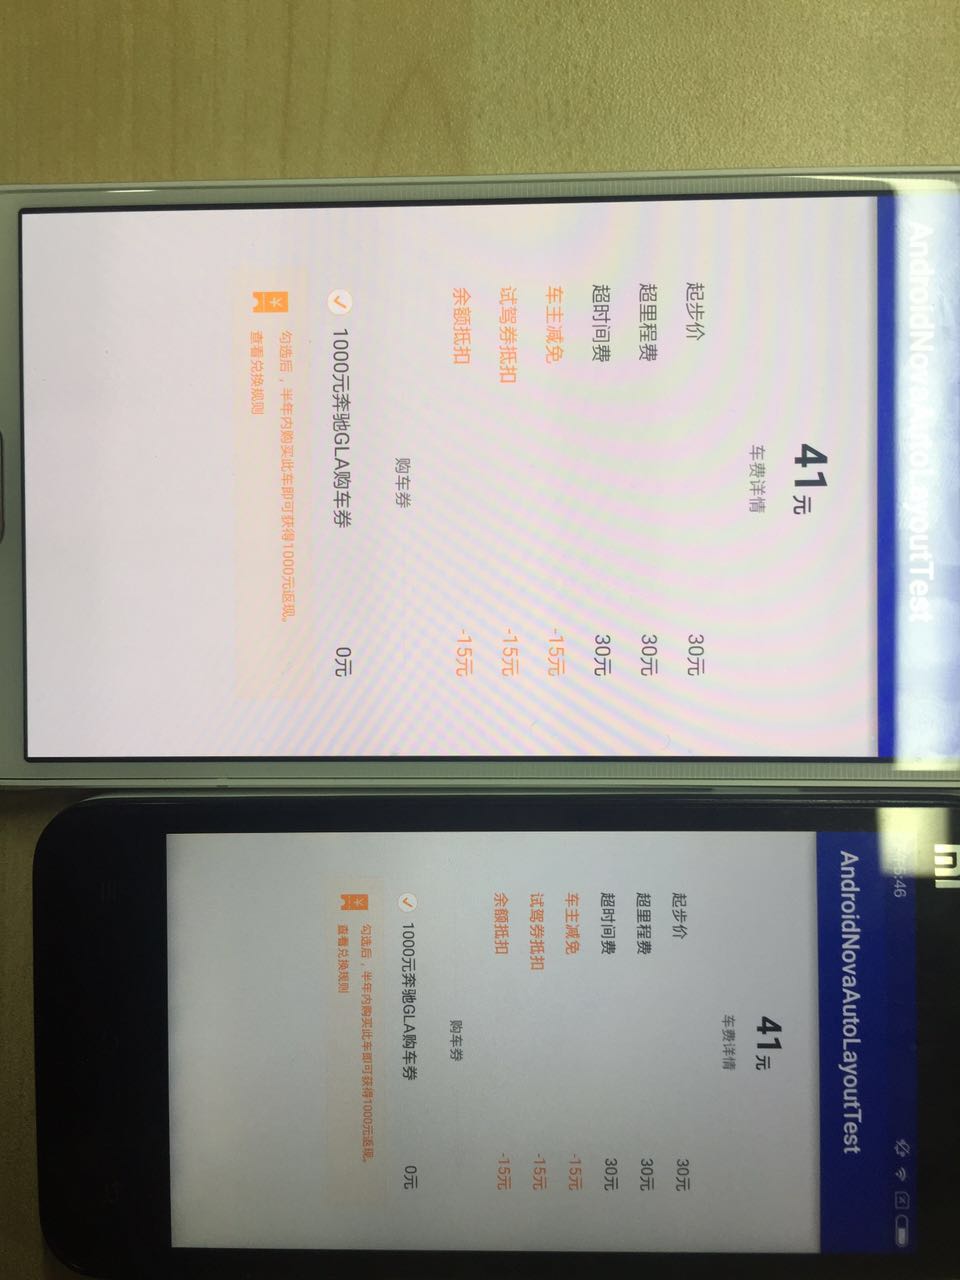 AndroidNovaAutoLayoutTest
41元
车费详情
起步价 30元
超里程费 30元
超时间费 30元
车主减免 -15元
试驾券抵扣 -15元
余额抵扣 -15元
购车券
1000元奔驰GLA购车券 0元
勾选后，半年内购买此车即可获得1000元返现。
查看兑换规则
MI
5:46
AndroidNovaAutoLayoutTest
41元
车费详情
起步价 30元
超里程费 30元
超时间费 30元
车主减免 -15元
试驾券抵扣 -15元
余额抵扣 -15元
购车券
1000元奔驰GLA购车券 0元
勾选后，半年内购买此车即可获得1000元返现。
查看兑换规则